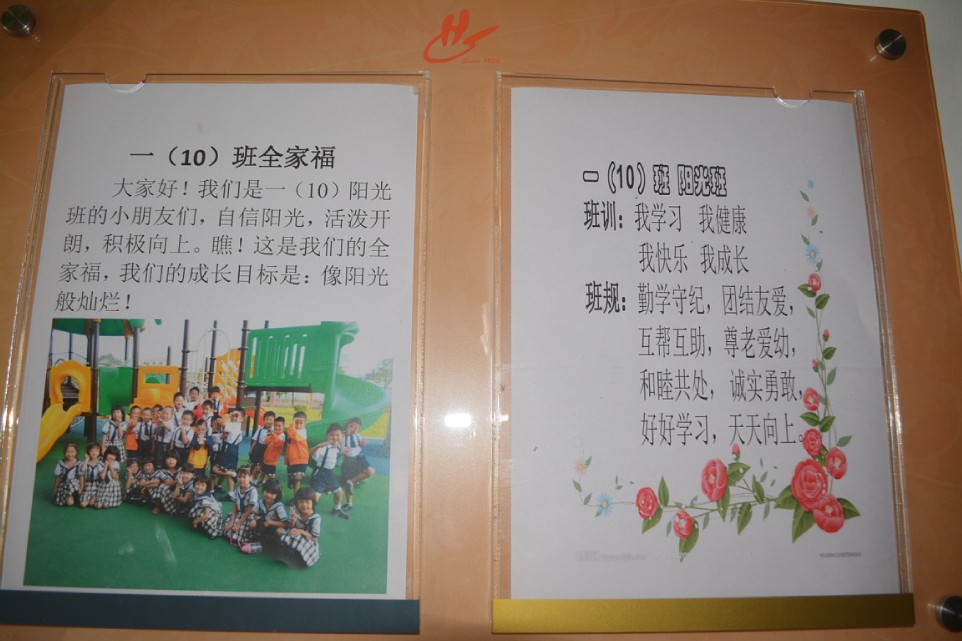 Since 1926
一（10）班全家福
大家好！我们是一（10）阳光
班的小朋友们，自信阳光，活泼开
朗，积极向上。瞧！这是我们的全
家福，我们的成长目标是：像阳光
般灿烂！
一（10）班 阳光班
班训：我学习 我健康
我快乐 我成长
班规：勤学守纪，团结友爱，
互帮互助，尊老爱幼，
和睦共处，诚实勇敢，
好好学习，天天向上。